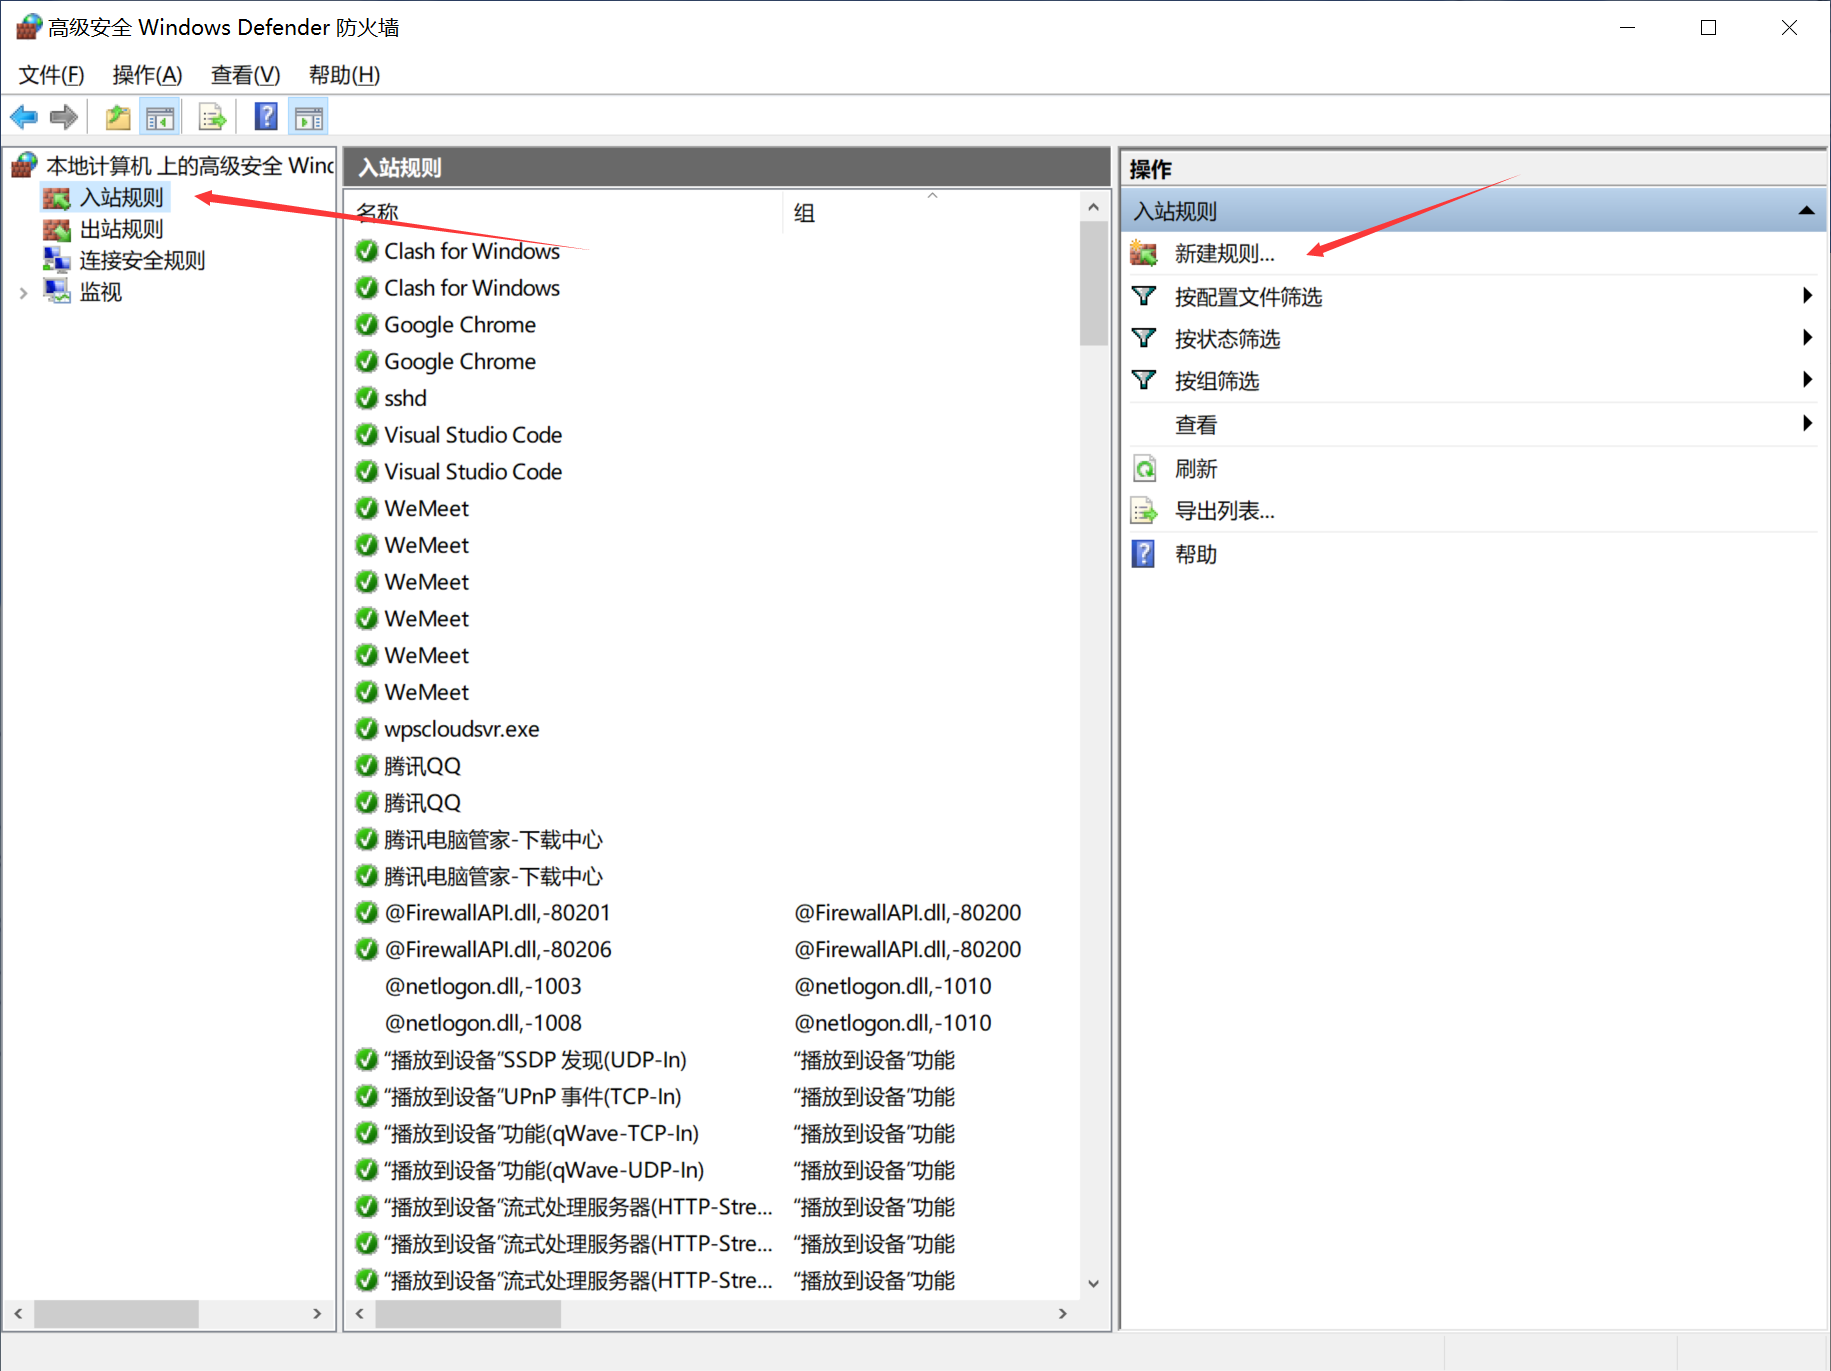 高级安全 Windows Defender 防火墙
文件(F) 操作(A) 查看(V) 帮助(H)
本地计算机 上的高级安全 Wind
入站规则
出站规则
连接安全规则
监视
入站规则
名称 组
Clash for Windows
Clash for Windows
Google Chrome
Google Chrome
sshd
Visual Studio Code
Visual Studio Code
WeMeet
WeMeet
WeMeet
WeMeet
WeMeet
WeMeet
wpscloudsvr.exe
腾讯QQ
腾讯QQ
腾讯电脑管家-下载中心
腾讯电脑管家-下载中心
@FirewallAPI.dll,-80201 @FirewallAPI.dll,-80200
@FirewallAPI.dll,-80206 @FirewallAPI.dll,-80200
@netlogon.dll,-1003 @netlogon.dll,-1010
@netlogon.dll,-1008 @netlogon.dll,-1010
“播放到设备”SSDP 发现(UDP-In) “播放到设备”功能
“播放到设备”UPnP 事件(TCP-In) “播放到设备”功能
“播放到设备”功能(qWave-TCP-In) “播放到设备”功能
“播放到设备”功能(qWave-UDP-In) “播放到设备”功能
“播放到设备”流式处理服务器(HTTP-Stre... “播放到设备”功能
“播放到设备”流式处理服务器(HTTP-Stre... “播放到设备”功能
“播放到设备”流式处理服务器(HTTP-Stre... “播放到设备”功能
操作
入站规则
新建规则...
按配置文件筛选
按状态筛选
按组筛选
查看
刷新
导出列表...
帮助